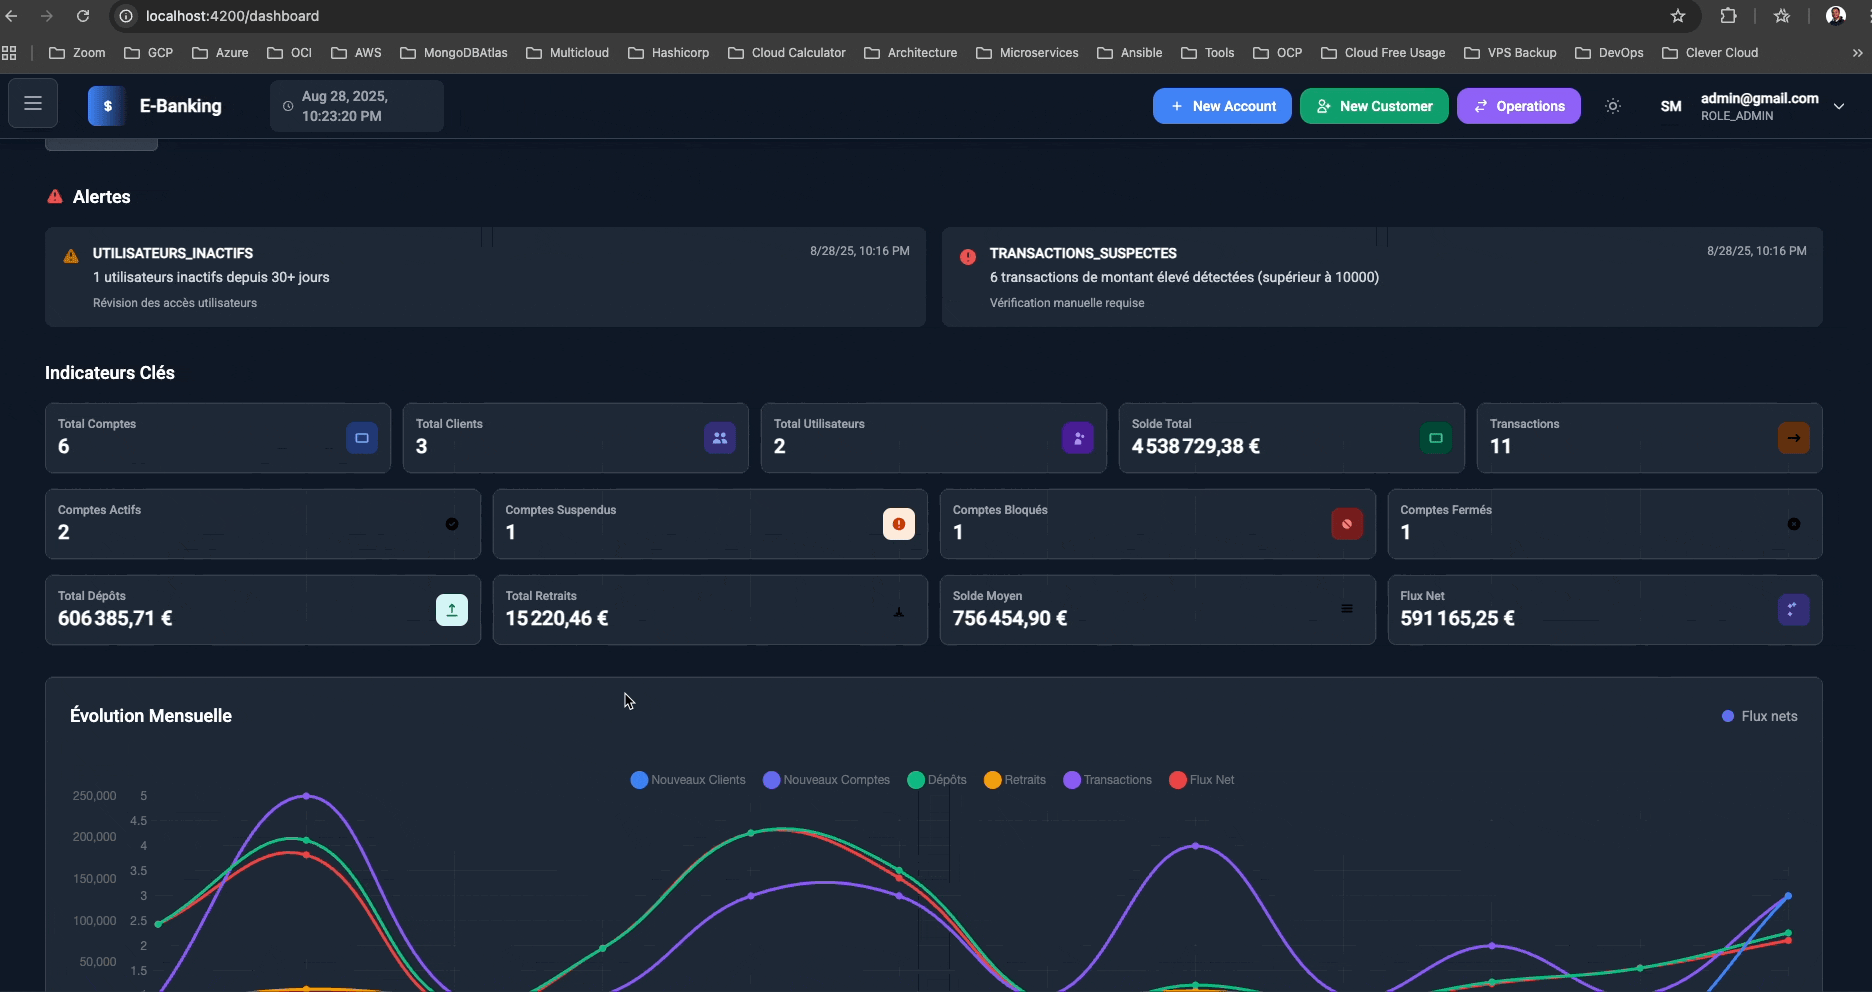 localhost:4200/dashboard
Zoom GCP Azure OCI AWS MongoDBAtlas Multicloud Hashicorp Cloud Calculator Architecture Microservices Ansible Tools OCP Cloud Free Usage VPS Backup DevOps Clever Cloud
$ E-Banking
Aug 28, 2025,
10:23:20 PM
+ New Account
New Customer
Operations
SM
admin@gmail.com
ROLE_ADMIN
Alertes
UTILISATEURS_INACTIFS
8/28/25, 10:16 PM
1 utilisateurs inactifs depuis 30+ jours
Révision des accès utilisateurs
TRANSACTIONS_SUSPECTES
8/28/25, 10:16 PM
6 transactions de montant élevé détectées (supérieur à 10000)
Vérification manuelle requise
Indicateurs Clés
Total Comptes
6
Total Clients
3
Total Utilisateurs
2
Solde Total
4 538 729,38 €
Transactions
11
Comptes Actifs
2
Comptes Suspendus
1
Comptes Bloqués
1
Comptes Fermés
1
Total Dépôts
606 385,71 €
Total Retraits
15 220,46 €
Solde Moyen
756 454,90 €
Flux Net
591 165,25 €
Évolution Mensuelle
Flux nets
Nouveaux Clients Nouveaux Comptes Dépôts Retraits Transactions Flux Net
250,000 5
4.5
200,000 4
3.5
150,000 3
100,000 2.5
2
50,000 1.5